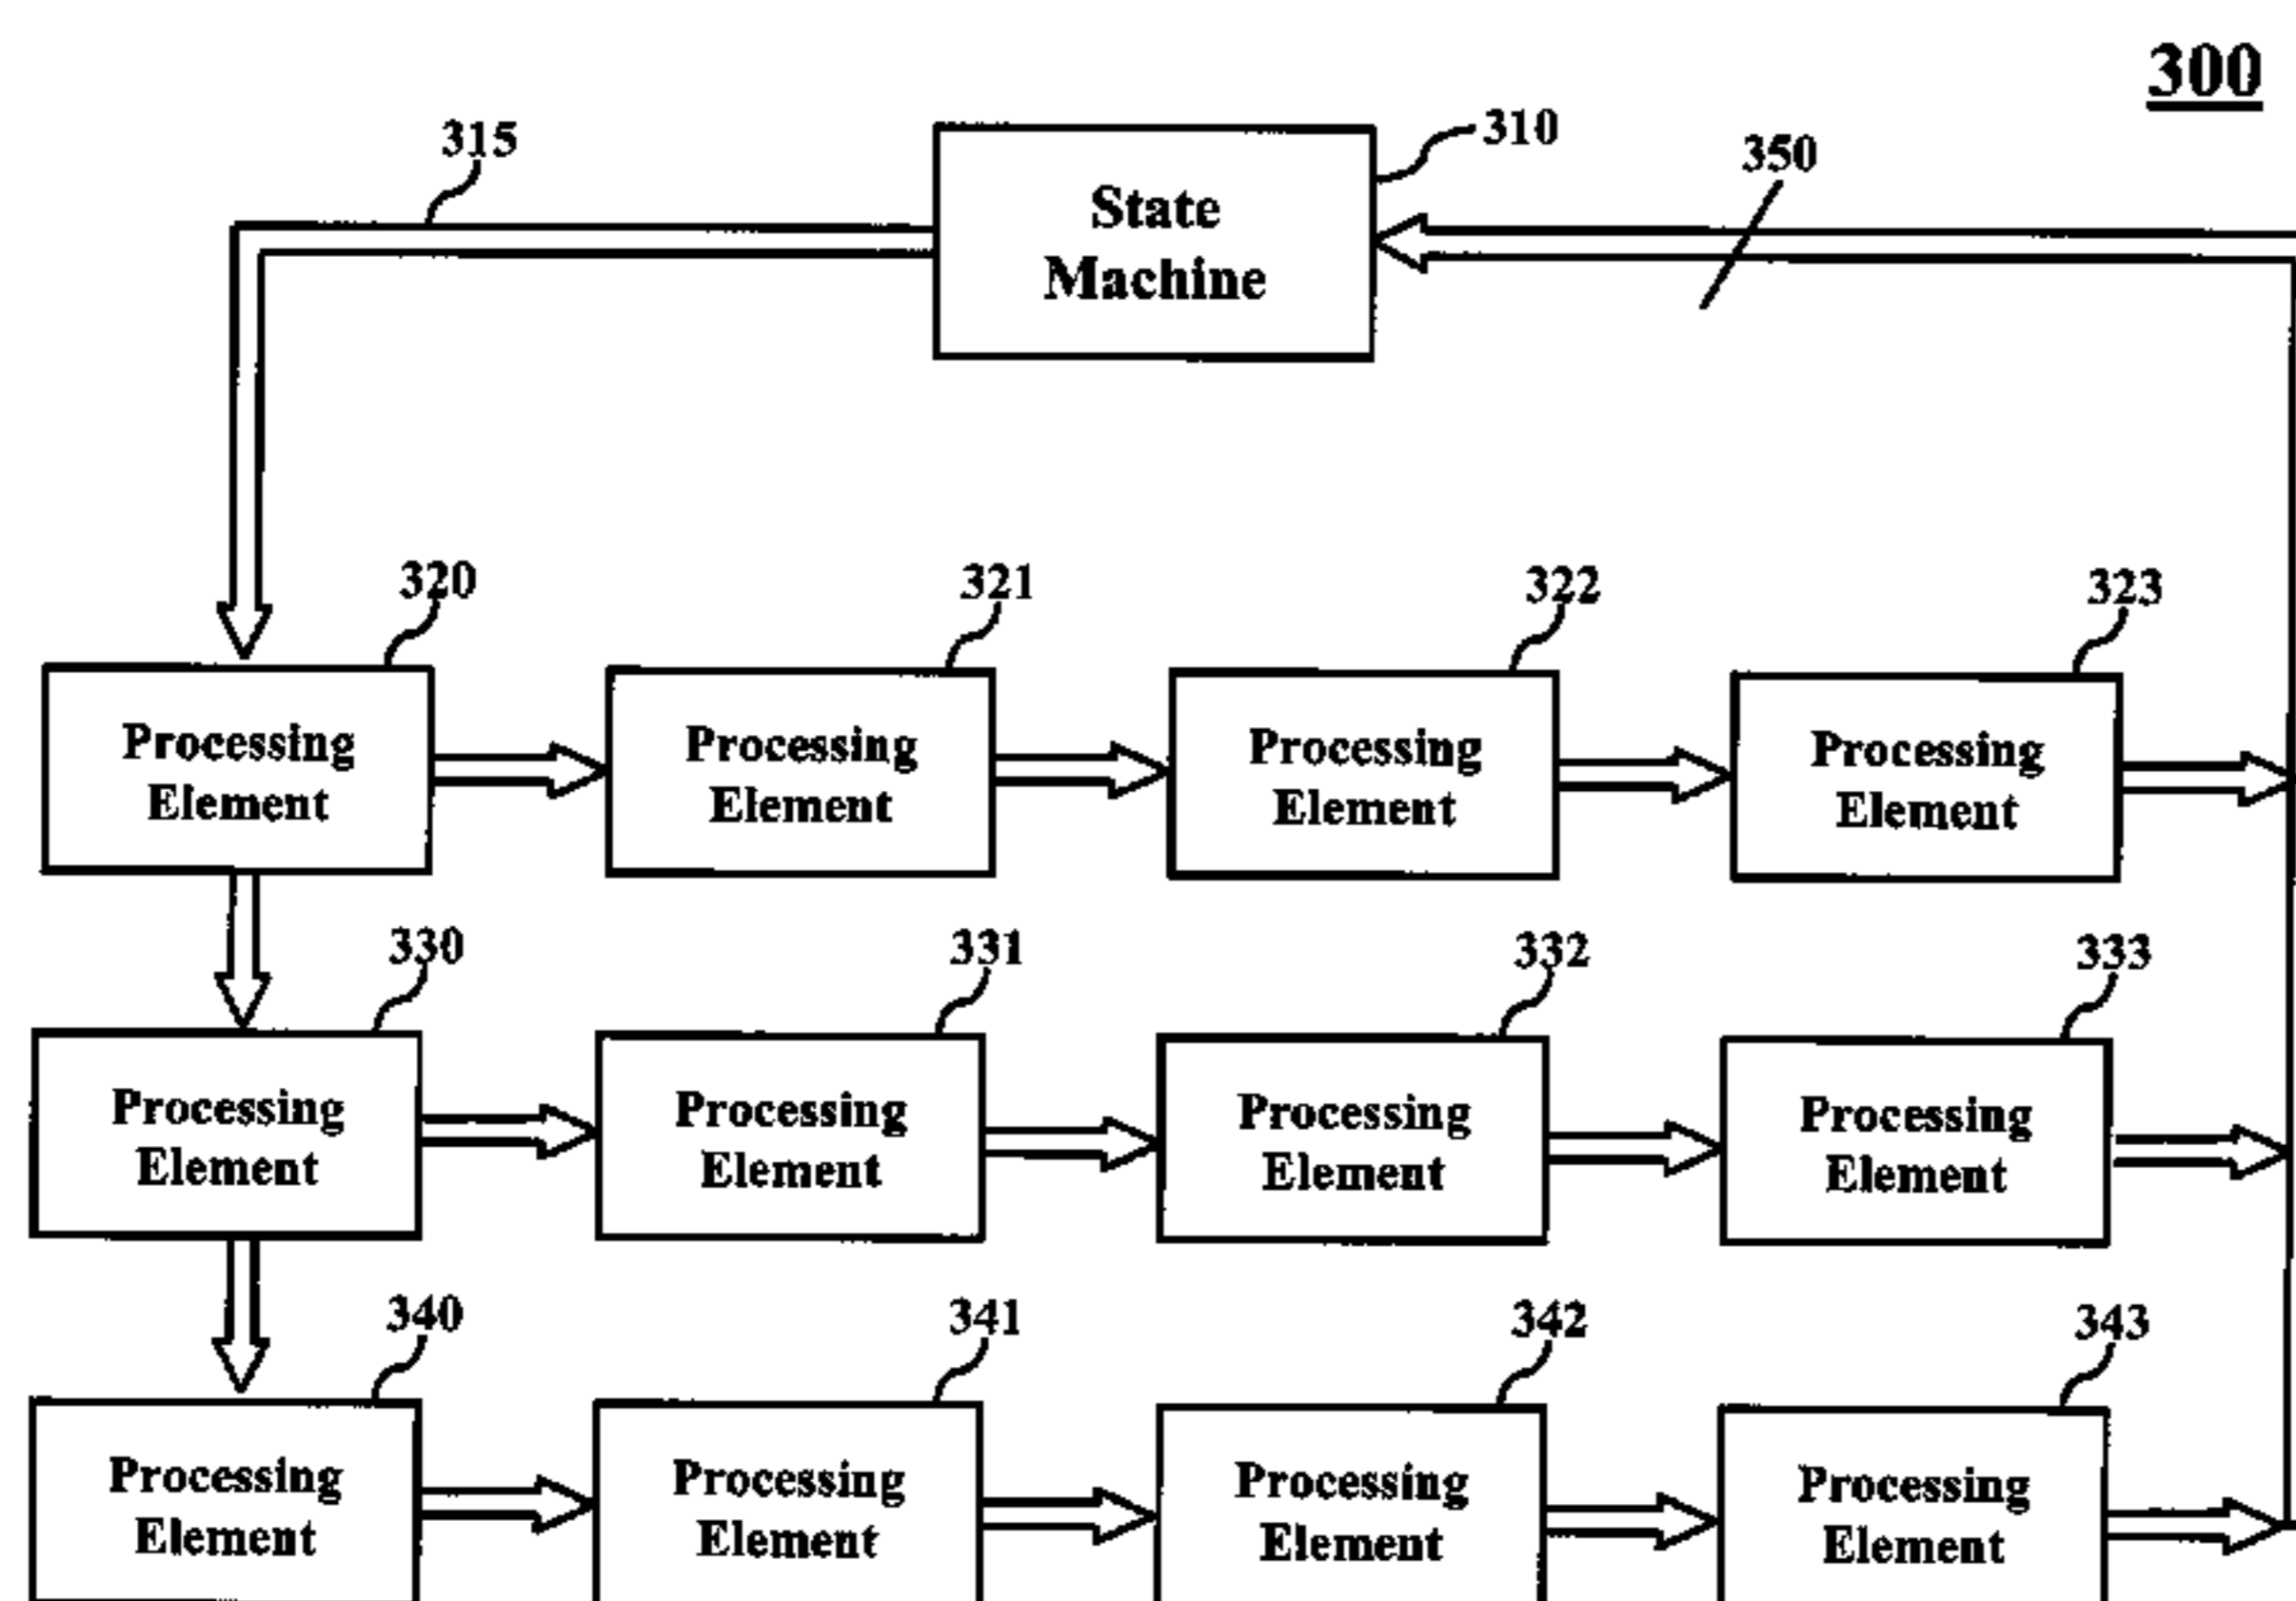 300
315
310
350
State
Machine
320
321
322
323
Processing
Element
Processing
Element
Processing
Element
Processing
Element
330
331
332
333
Processing
Element
Processing
Element
Processing
Element
Processing
Element
340
341
342
343
Processing
Element
Processing
Element
Processing
Element
Processing
Element